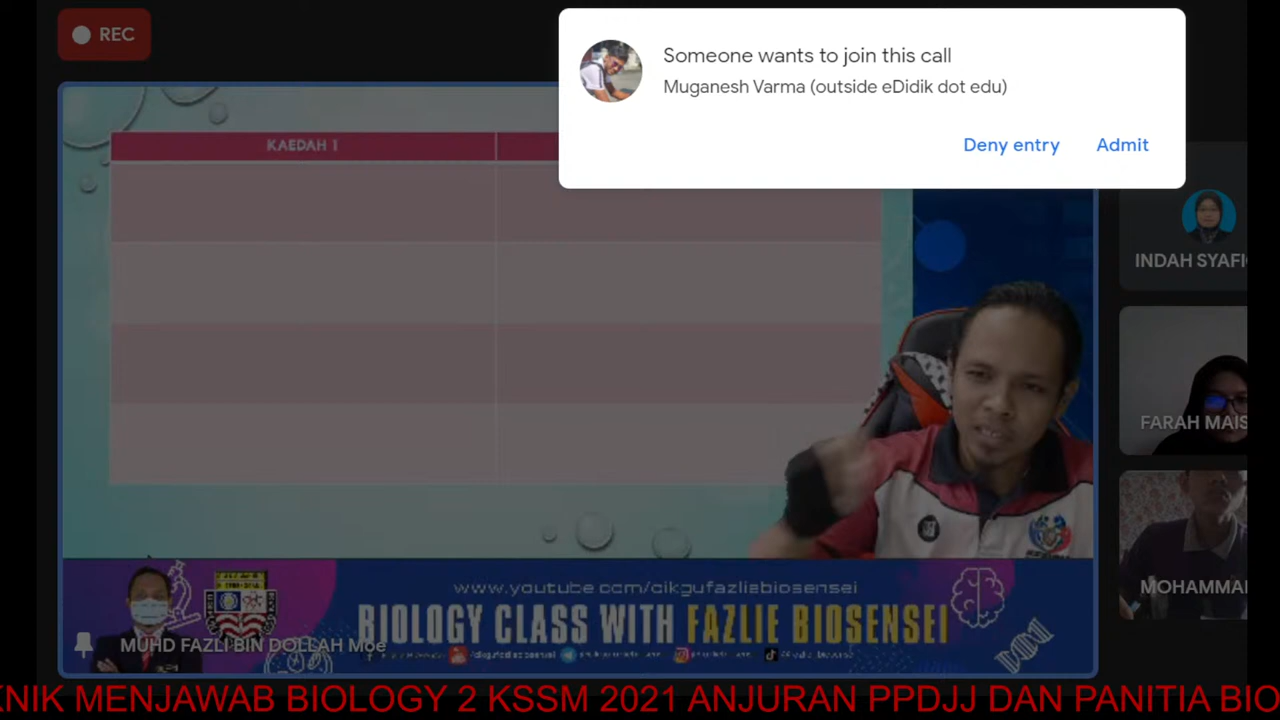 REC
Someone wants to join this call
Muganesh Varma (outside eDidik dot edu)
Deny entry
Admit
KAEDAH 1
INDAH SYAFI
FARAH MAIS
MOHAMMA
www.youtube.com/cikgufazliebiosensei
BIOLOGY CLASS WITH FAZLIE BIOSENSEI
MUHD FAZLI BIN DOLLAH Moe
KNIK MENJAWAB BIOLOGY 2 KSSM 2021 ANJURAN PPDJJ DAN PANITIA BIO